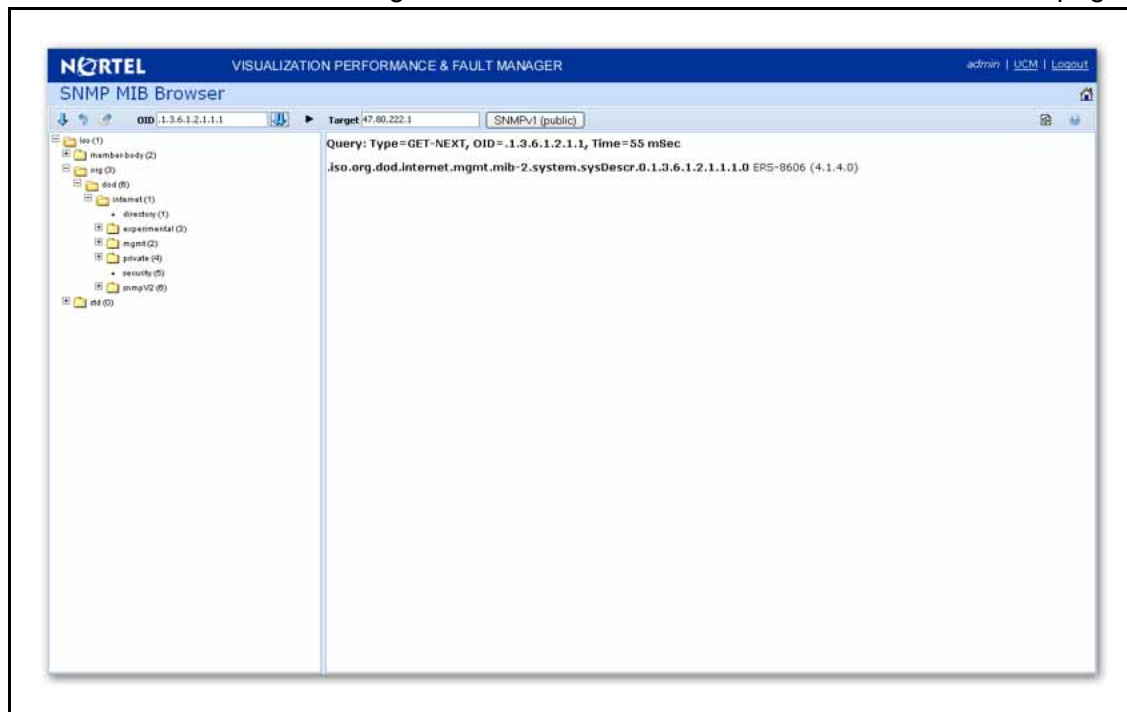 NORTEL VISUALIZATION PERFORMANCE & FAULT MANAGER admin | UCM | Logout
SNMP MIB Browser
OID .1.3.6.1.2.1.1.1 Target 47.80.222.1 SNMPv1 (public)
iso (1)
member-body (2)
org (3)
dod (6)
internet (1)
directory (1)
experimental (3)
mgmt (2)
private (4)
security (5)
snmpV2 (6)
Query: Type=GET-NEXT, OID=.1.3.6.1.2.1.1, Time=55 mSec
.iso.org.dod.internet.mgmt.mib-2.system.sysDescr.0.1.3.6.1.2.1.1.1.0 ERS-8606 (4.1.4.0)